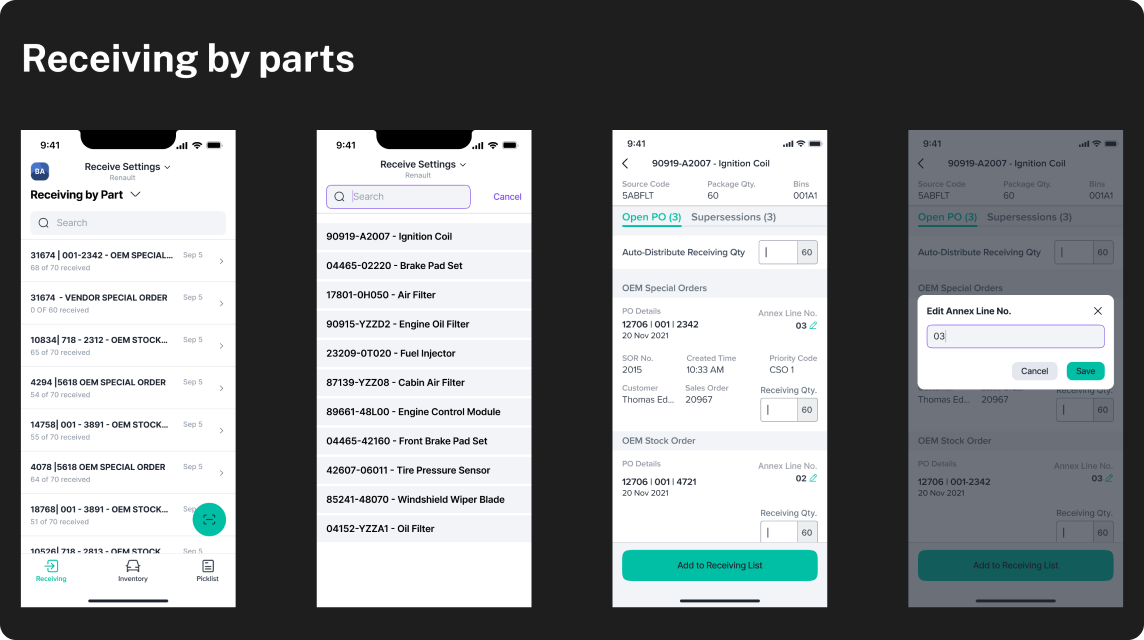 Receiving by parts
9:41
BA
Receive Settings
Renault
Receiving by Part
Search
31674 | 001-2342 - OEM SPECIAL... Sep 5
68 of 70 received
31674 - VENDOR SPECIAL ORDER Sep 5
0 OF 60 received
10834| 718 - 2312 - OEM STOCK... Sep 5
65 of 70 received
4294 |5618 OEM SPECIAL ORDER Sep 5
54 of 70 received
14758| 001 - 3891 - OEM STOCK... Sep 5
55 of 70 received
4078 |5618 OEM SPECIAL ORDER Sep 5
64 of 70 received
18768| 001 - 3891 - OEM STOCK... Sep
51 of 70 received
10526| 718 - 2813 - OEM STOCK Sep 5
Receiving Inventory Picklist
9:41
Receive Settings
Renault
Search Cancel
90919-A2007 - Ignition Coil
04465-02220 - Brake Pad Set
17801-0H050 - Air Filter
90915-YZZD2 - Engine Oil Filter
23209-0T020 - Fuel Injector
87139-YZZ08 - Cabin Air Filter
89661-48L00 - Engine Control Module
04465-42160 - Front Brake Pad Set
42607-06011 - Tire Pressure Sensor
85241-48070 - Windshield Wiper Blade
04152-YZZA1 - Oil Filter
9:41
90919-A2007 - Ignition Coil
Source Code Package Qty. Bins
5ABFLT 60 001A1
Open PO (3) Supersessions (3)
Auto-Distribute Receiving Qty 60
OEM Special Orders
PO Details Annex Line No.
12706 | 001 | 2342 03
20 Nov 2021
SOR No. Created Time Priority Code
2015 10:33 AM CSO 1
Customer Sales Order Receiving Qty.
Thomas Ed... 20967
60
OEM Stock Order
PO Details Annex Line No.
12706 | 001 | 4721 02
20 Nov 2021
Receiving Qty.
60
Add to Receiving List
9:41
90919-A2007 - Ignition Coil
Source Code Package Qty. Bins
5ABFLT 60 001A1
Open PO (3) Supersessions (3)
Auto-Distribute Receiving Qty 60
OEM Special Orders
Edit Annex Line No.
03
Cancel Save
Receiving Qty.
Thomas Ed... 20967
60
OEM Stock Order
PO Details Annex Line No.
12706 | 001-2342 03
20 Nov 2021
Receiving Qty.
60
Add to Receiving List